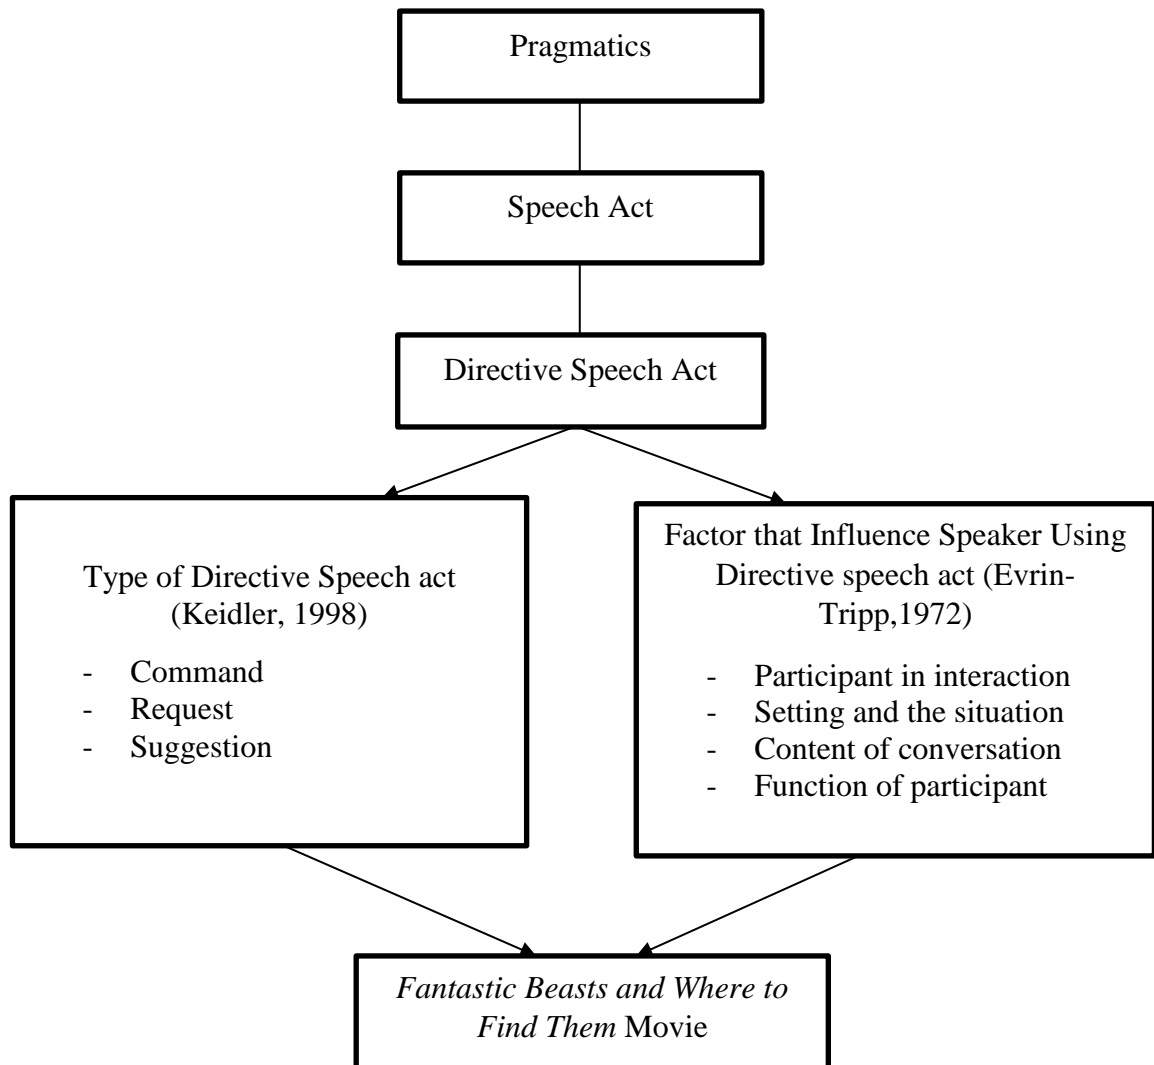 Pragmatics
Speech Act
Directive Speech Act
Type of Directive Speech act
(Keidler, 1998)
- Command
- Request
- Suggestion
Factor that Influence Speaker Using
Directive speech act (Evrin-
Tripp,1972)
- Participant in interaction
- Setting and the situation
- Content of conversation
- Function of participant
Fantastic Beasts and Where to
Find Them Movie